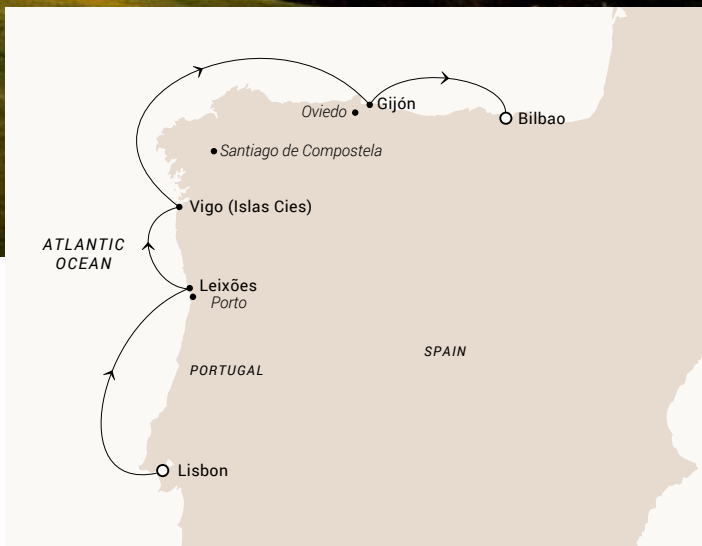 Gijón
Oviedo
Bilbao
Santiago de Compostela
Vigo (Islas Cies)
ATLANTIC
OCEAN
Leixões
Porto
SPAIN
PORTUGAL
Lisbon